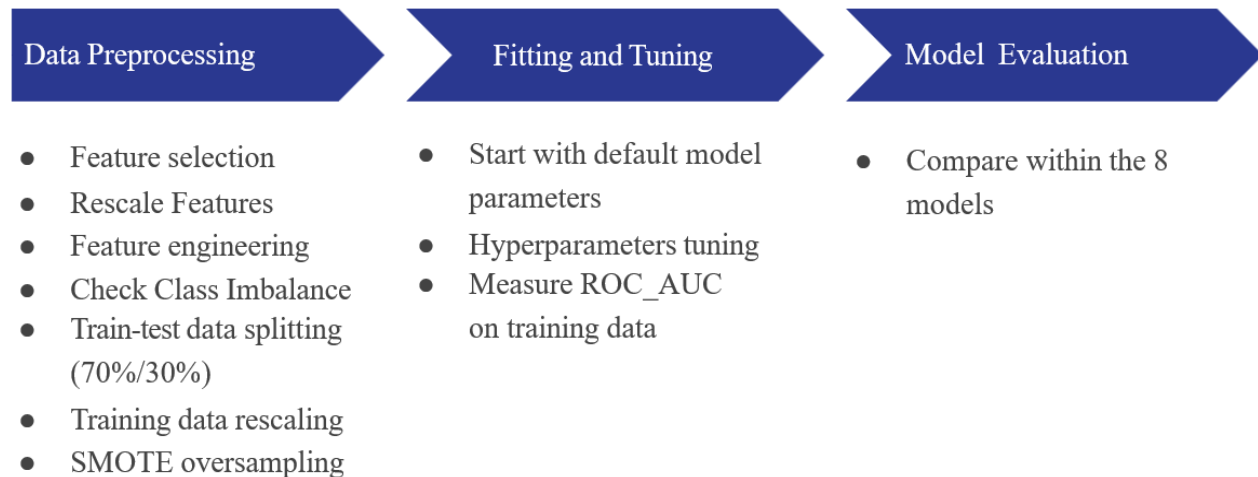 Data Preprocessing
● Feature selection
● Rescale Features
● Feature engineering
● Check Class Imbalance
● Train-test data splitting
(70%/30%)
● Training data rescaling
● SMOTE oversampling
Fitting and Tuning
● Start with default model
parameters
● Hyperparameters tuning
● Measure ROC_AUC
on training data
Model Evaluation
● Compare within the 8
models